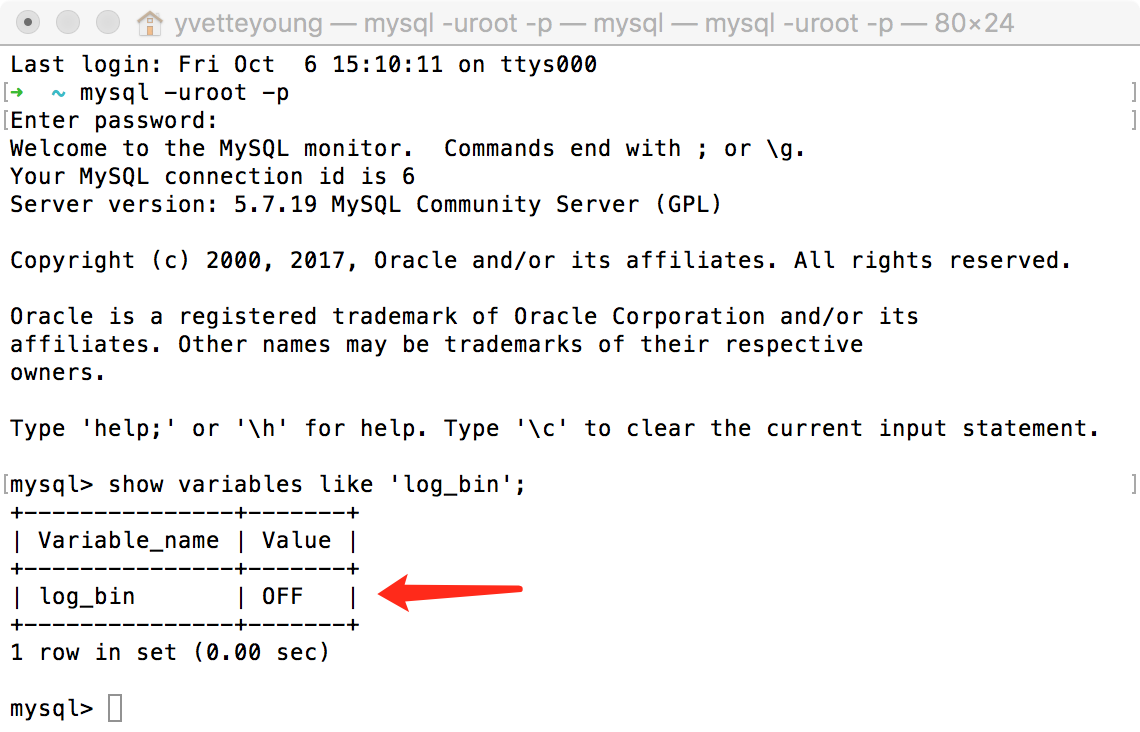 yvetteyoung — mysql -uroot -p — mysql — mysql -uroot -p — 80×24
Last login: Fri Oct  6 15:10:11 on ttys000
[➜  ~ mysql -uroot -p ]
[Enter password: ]
Welcome to the MySQL monitor.  Commands end with ; or \g.
Your MySQL connection id is 6
Server version: 5.7.19 MySQL Community Server (GPL)

Copyright (c) 2000, 2017, Oracle and/or its affiliates. All rights reserved.

Oracle is a registered trademark of Oracle Corporation and/or its
affiliates. Other names may be trademarks of their respective
owners.

Type 'help;' or '\h' for help. Type '\c' to clear the current input statement.

[mysql> show variables like 'log_bin'; ]
+---------------+-------+
| Variable_name | Value |
+---------------+-------+
| log_bin       | OFF   |
+---------------+-------+
1 row in set (0.00 sec)

mysql>